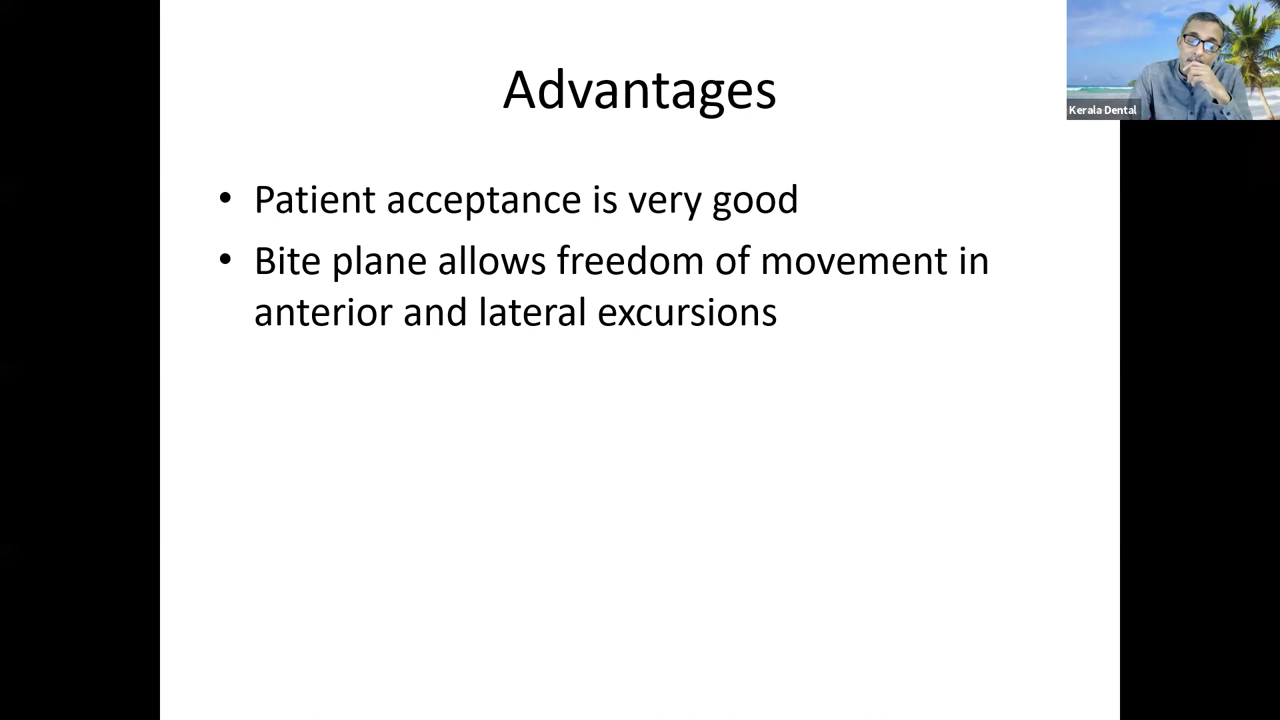 Advantages
Kerala Dental
• Patient acceptance is very good
• Bite plane allows freedom of movement in
anterior and lateral excursions